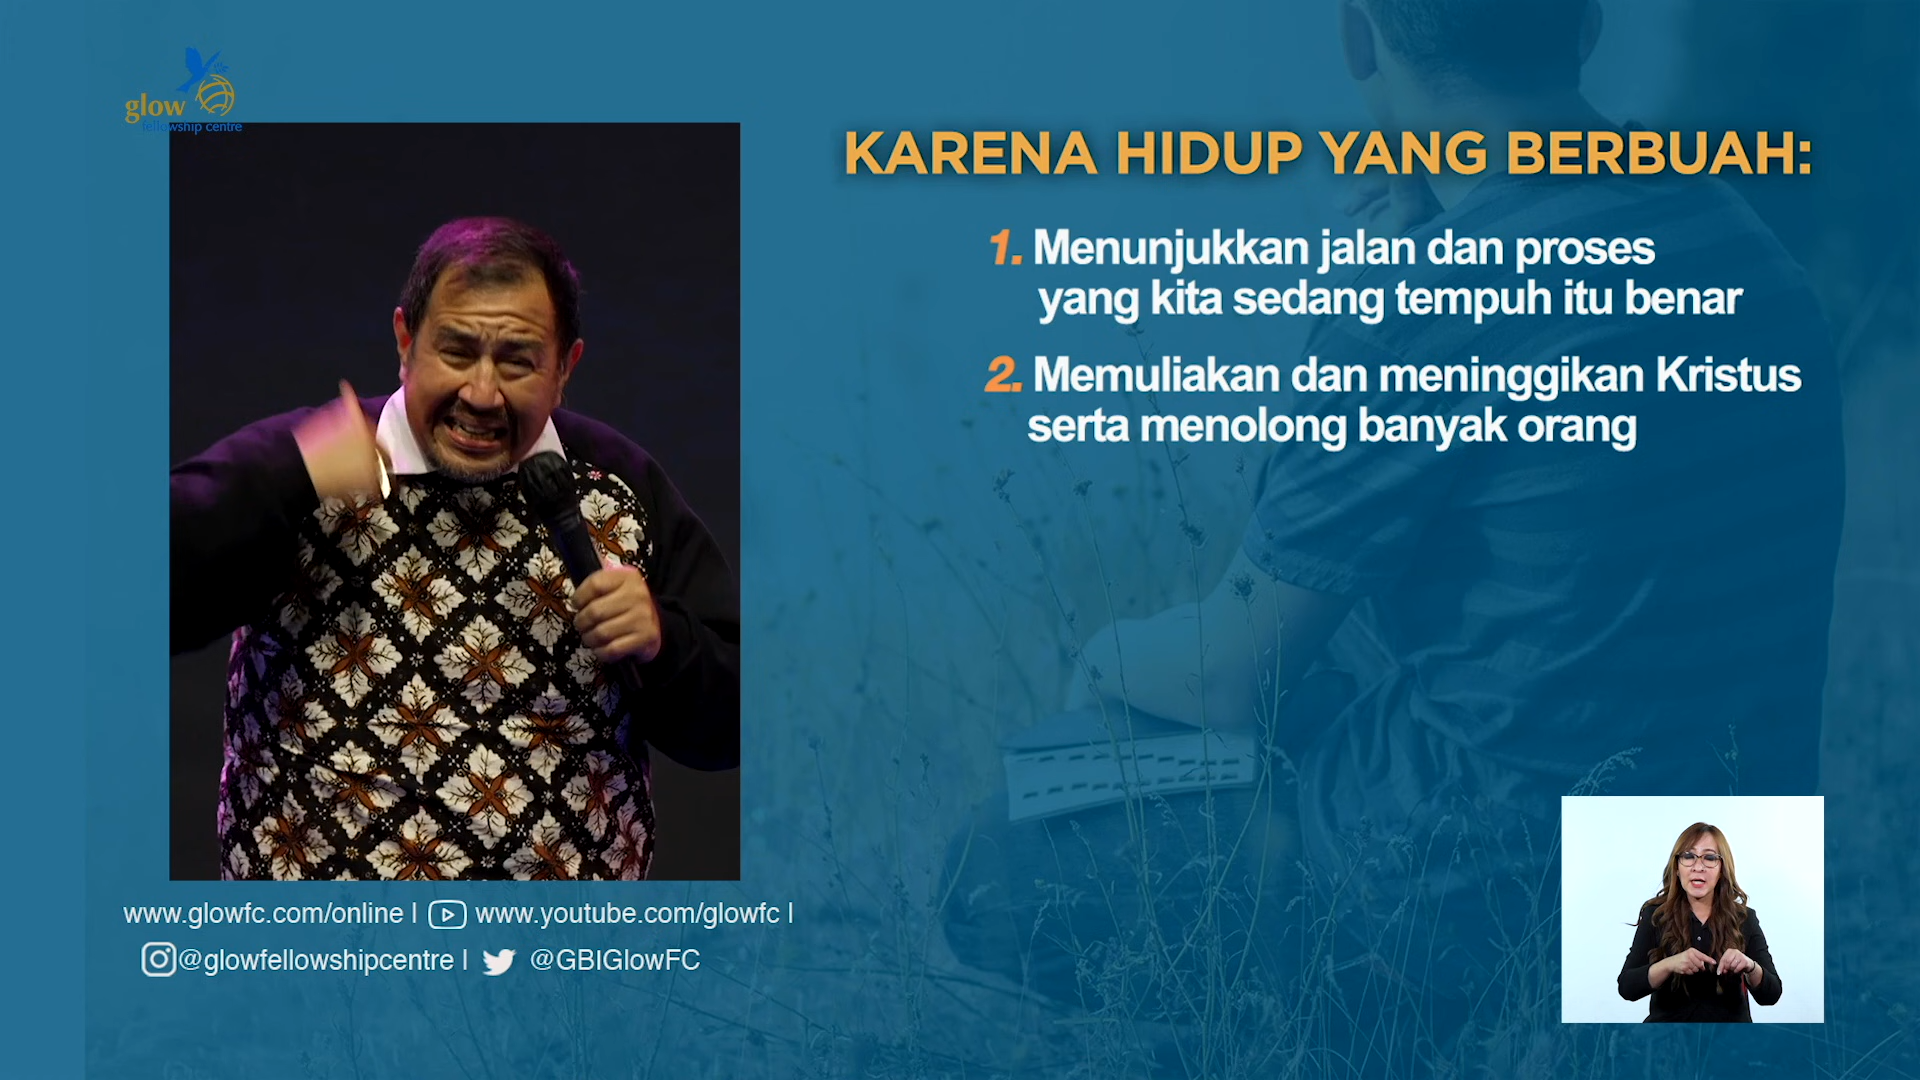 glow
fellowship centre
KARENA HIDUP YANG BERBUAH:
1. Menunjukkan jalan dan proses
yang kita sedang tempuh itu benar
2. Memuliakan dan meninggikan Kristus
serta menolong banyak orang
www.glowfc.com/online | www.youtube.com/glowfc |
@glowfellowshipcentre | @GBIGlowFC